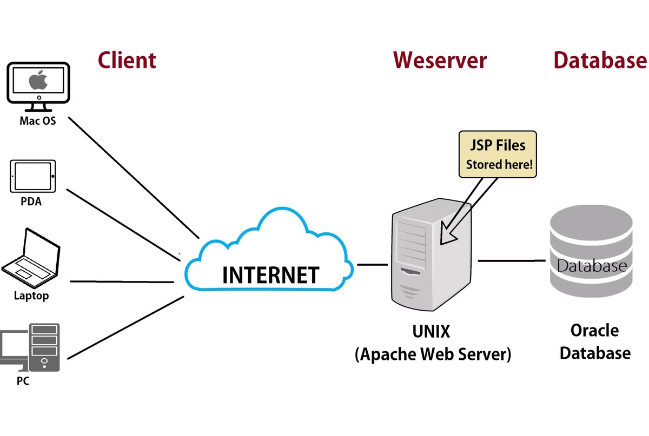 Client
Weserver
Database
Mac OS
PDA
Laptop
PC
INTERNET
JSP Files
Stored here!
UNIX
(Apache Web Server)
Database
Oracle
Database